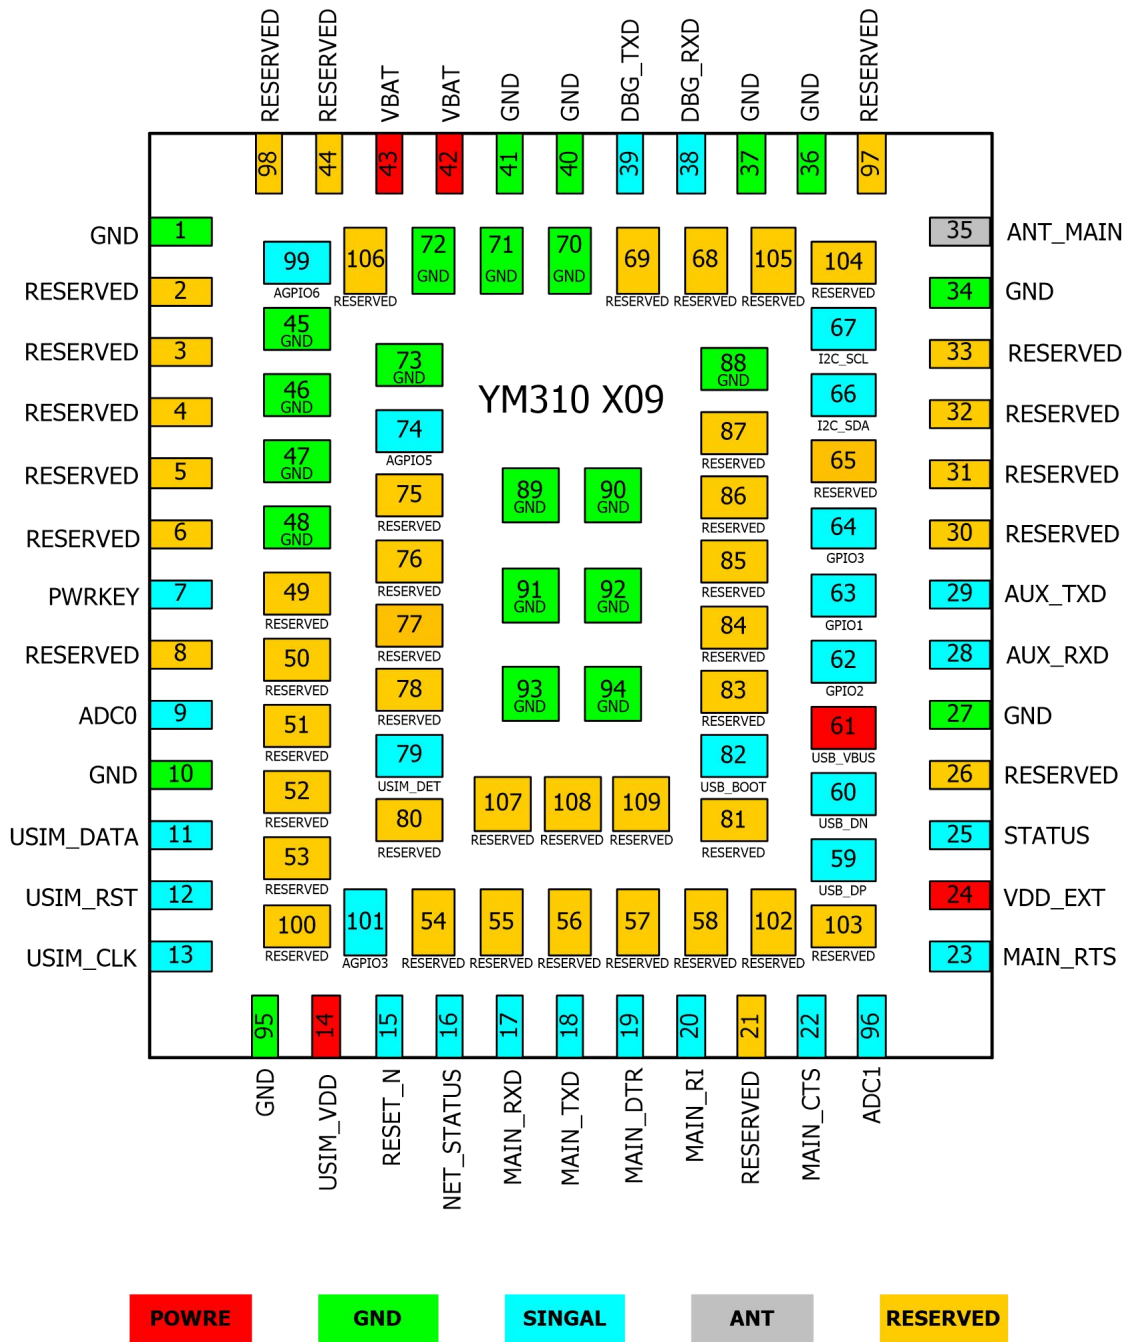 RESERVED
RESERVED
VBAT
VBAT
GND
GND
DBG_TXD
DBG_RXD
GND
GND
RESERVED
98
44
43
42
41
40
39
38
37
36
97
GND
1
RESERVED
2
RESERVED
3
RESERVED
4
RESERVED
5
RESERVED
6
PWRKEY
7
RESERVED
8
ADC0
9
GND
10
USIM_DATA
11
USIM_RST
12
USIM_CLK
13
99
AGPIO6
45
GND
46
GND
47
GND
48
GND
49
RESERVED
50
RESERVED
51
RESERVED
52
RESERVED
53
RESERVED
100
RESERVED
106
RESERVED
72
GND
71
GND
70
GND
69
RESERVED
68
RESERVED
105
RESERVED
104
RESERVED
73
GND
74
AGPIO5
75
RESERVED
76
RESERVED
77
RESERVED
78
RESERVED
79
USIM_DET
80
RESERVED
YM310 X09
89
GND
90
GND
91
GND
92
GND
93
GND
94
GND
107
RESERVED
108
RESERVED
109
RESERVED
88
GND
87
RESERVED
86
RESERVED
85
RESERVED
84
RESERVED
83
RESERVED
82
USB_BOOT
81
RESERVED
67
I2C_SCL
66
I2C_SDA
65
RESERVED
64
GPIO3
63
GPIO1
62
GPIO2
61
USB_VBUS
60
USB_DN
59
USB_DP
103
RESERVED
101
AGPIO3
54
RESERVED
55
RESERVED
56
RESERVED
57
RESERVED
58
RESERVED
102
RESERVED
35
ANT_MAIN
34
GND
33
RESERVED
32
RESERVED
31
RESERVED
30
RESERVED
29
AUX_TXD
28
AUX_RXD
27
GND
26
RESERVED
25
STATUS
24
VDD_EXT
23
MAIN_RTS
95
14
15
16
17
18
19
20
21
22
96
GND
USIM_VDD
RESET_N
NET_STATUS
MAIN_RXD
MAIN_TXD
MAIN_DTR
MAIN_RI
RESERVED
MAIN_CTS
ADC1
POWRE
GND
SINGAL
ANT
RESERVED